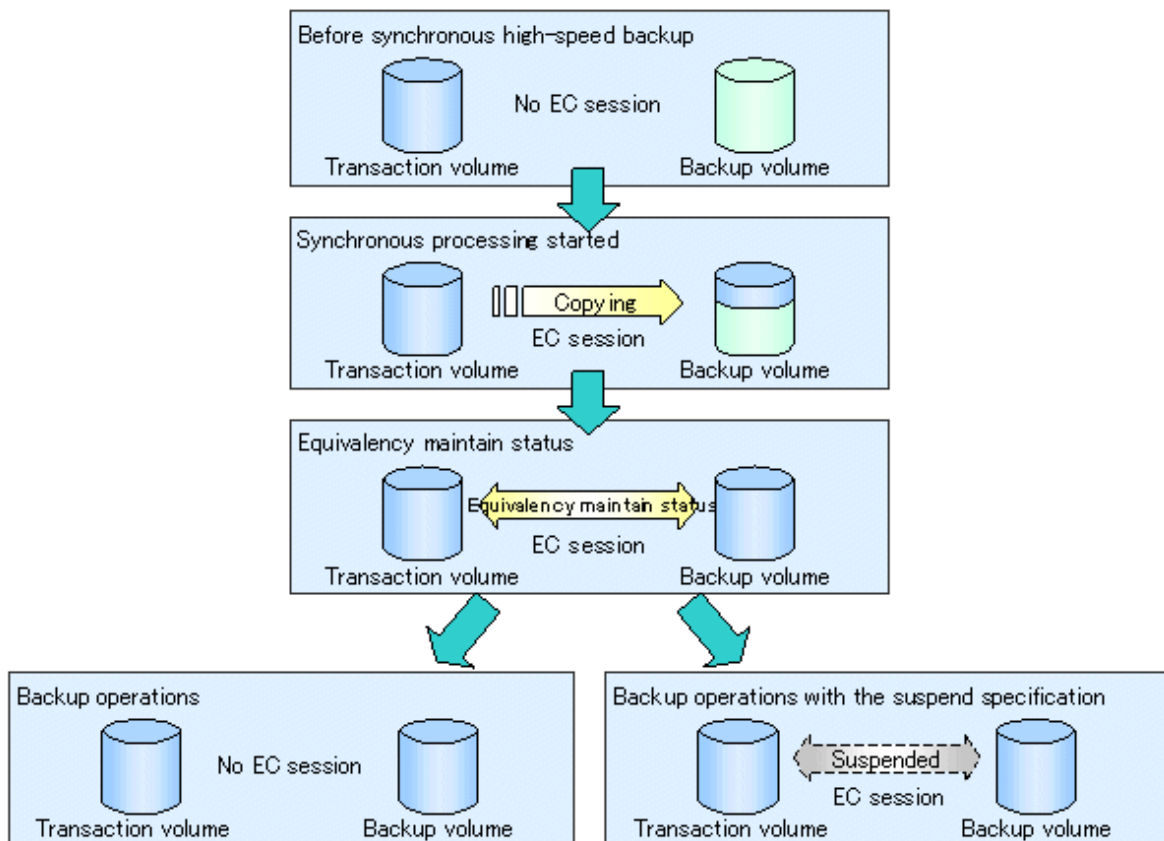 Before synchronous high-speed backup
No EC session
Transaction volume
Backup volume
Synchronous processing started
Copying
EC session
Transaction volume
Backup volume
Equivalency maintain status
Equivalency maintain status
EC session
Transaction volume
Backup volume
Backup operations
No EC session
Transaction volume
Backup volume
Backup operations with the suspend specification
Suspended
EC session
Transaction volume
Backup volume